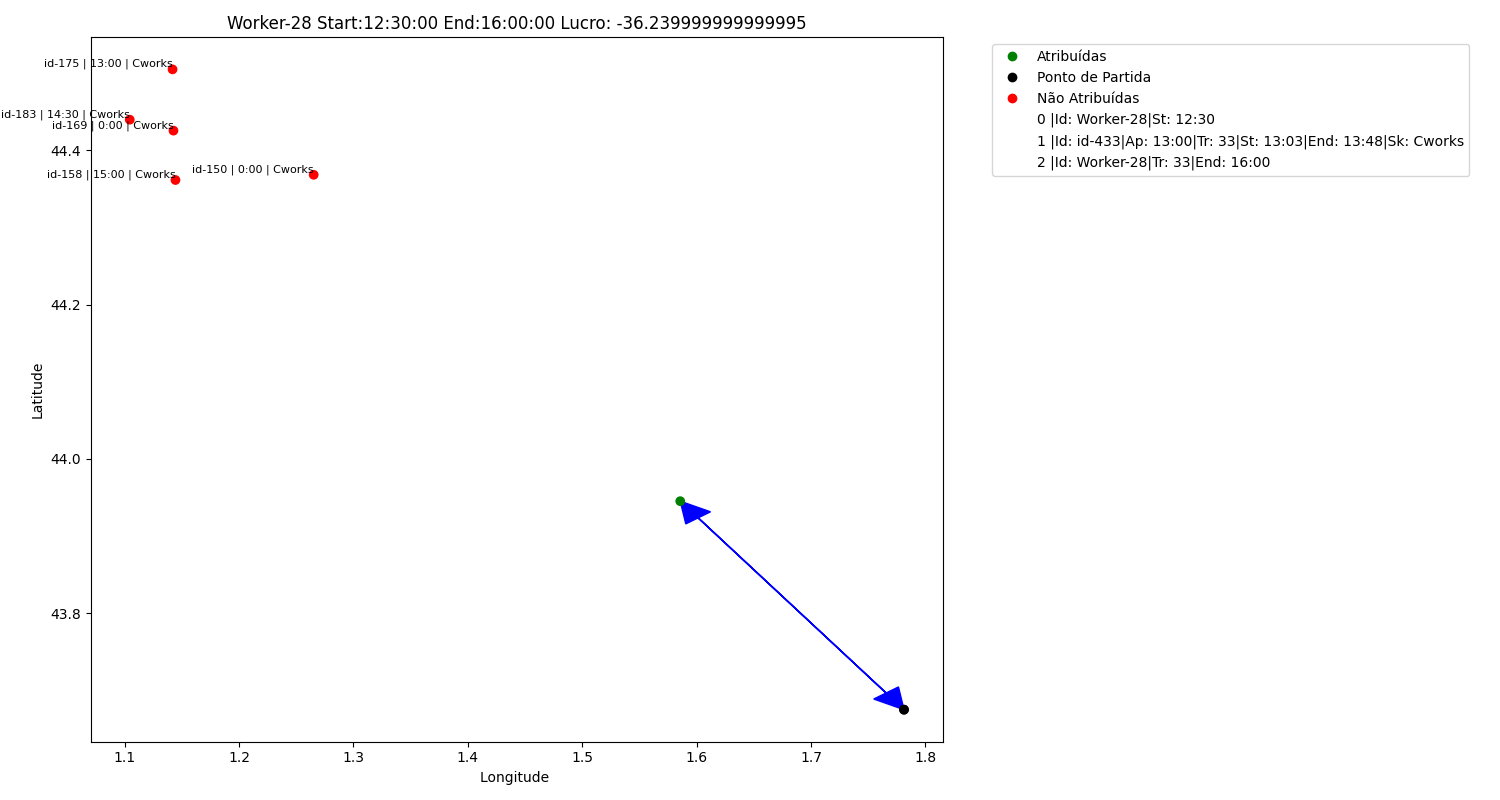 Worker-28 Start:12:30:00 End:16:00:00 Lucro: -36.239999999999995
id-175 | 13:00 | Cworks
id-183 | 14:30 | Cworks
id-169 | 0:00 | Cworks
id-158 | 15:00 | Cworks
id-150 | 0:00 | Cworks
44.4
44.2
44.0
43.8
Latitude
1.1 1.2 1.3 1.4 1.5 1.6 1.7 1.8
Longitude
Atribuídas
Ponto de Partida
Não Atribuídas
0 |Id: Worker-28|St: 12:30
1 |Id: id-433|Ap: 13:00|Tr: 33|St: 13:03|End: 13:48|Sk: Cworks
2 |Id: Worker-28|Tr: 33|End: 16:00